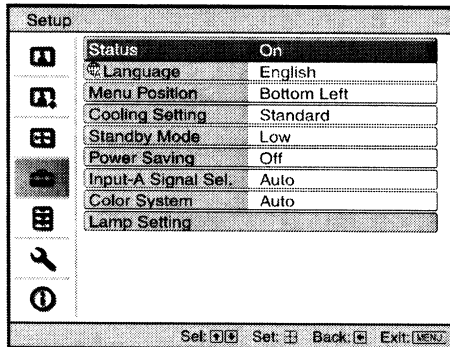 Setup
Status On
Language English
Menu Position Bottom Left
Cooling Setting Standard
Standby Mode Low
Power Saving Off
Input-A Signal Sel. Auto
Color System Auto
Lamp Setting
Sel: Set: Back: Exit: MENU